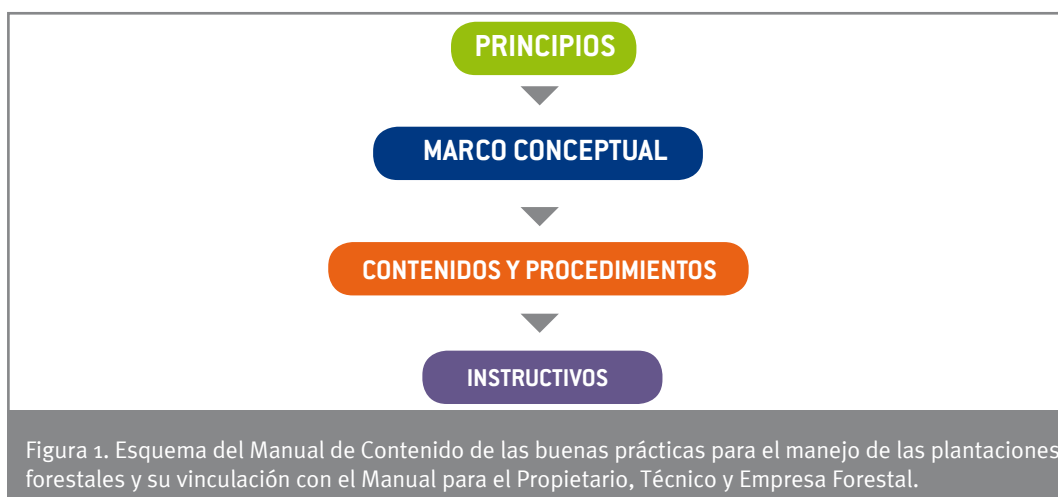 PRINCIPIOS
MARCO CONCEPTUAL
CONTENIDOS Y PROCEDIMIENTOS
INSTRUCTIVOS
Figura 1. Esquema del Manual de Contenido de las buenas prácticas para el manejo de las plantaciones
forestales y su vinculación con el Manual para el Propietario, Técnico y Empresa Forestal.